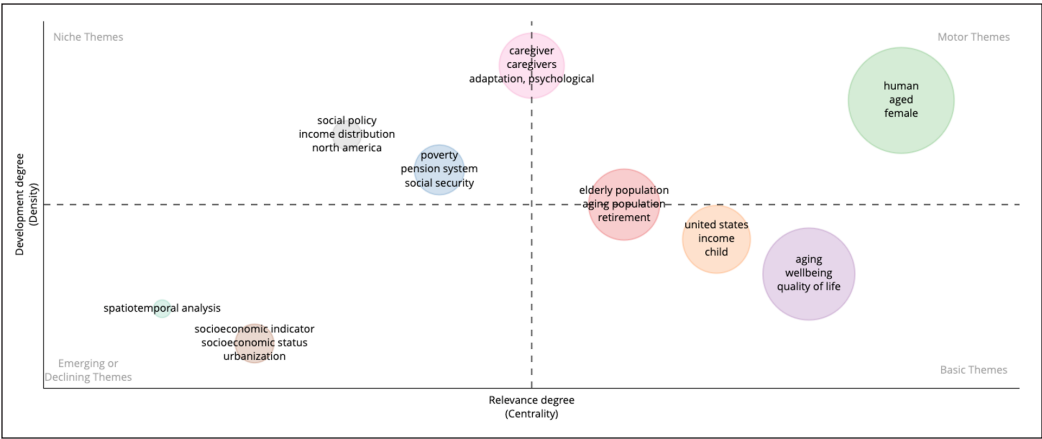 Niche Themes
Motor Themes
caregiver
caregivers
adaptation, psychological
human
aged
female
social policy
income distribution
north america
poverty
pension system
social security
elderly population
aging population
retirement
united states
income
child
aging
wellbeing
quality of life
spatiotemporal analysis
socioeconomic indicator
socioeconomic status
urbanization
Emerging or
Declining Themes
Basic Themes
Development degree
(Density)
Relevance degree
(Centrality)